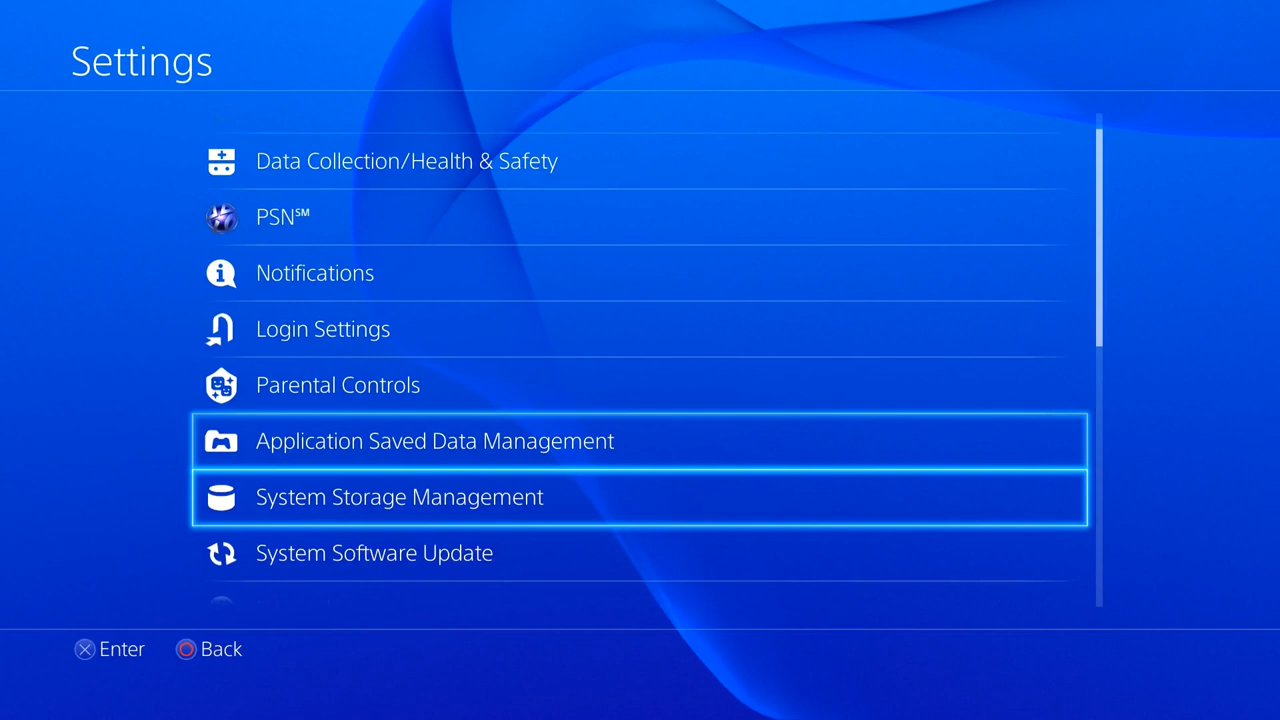 Settings
Data Collection/Health & Safety
PSN℠
Notifications
Login Settings
Parental Controls
Application Saved Data Management
System Storage Management
System Software Update
Enter Back